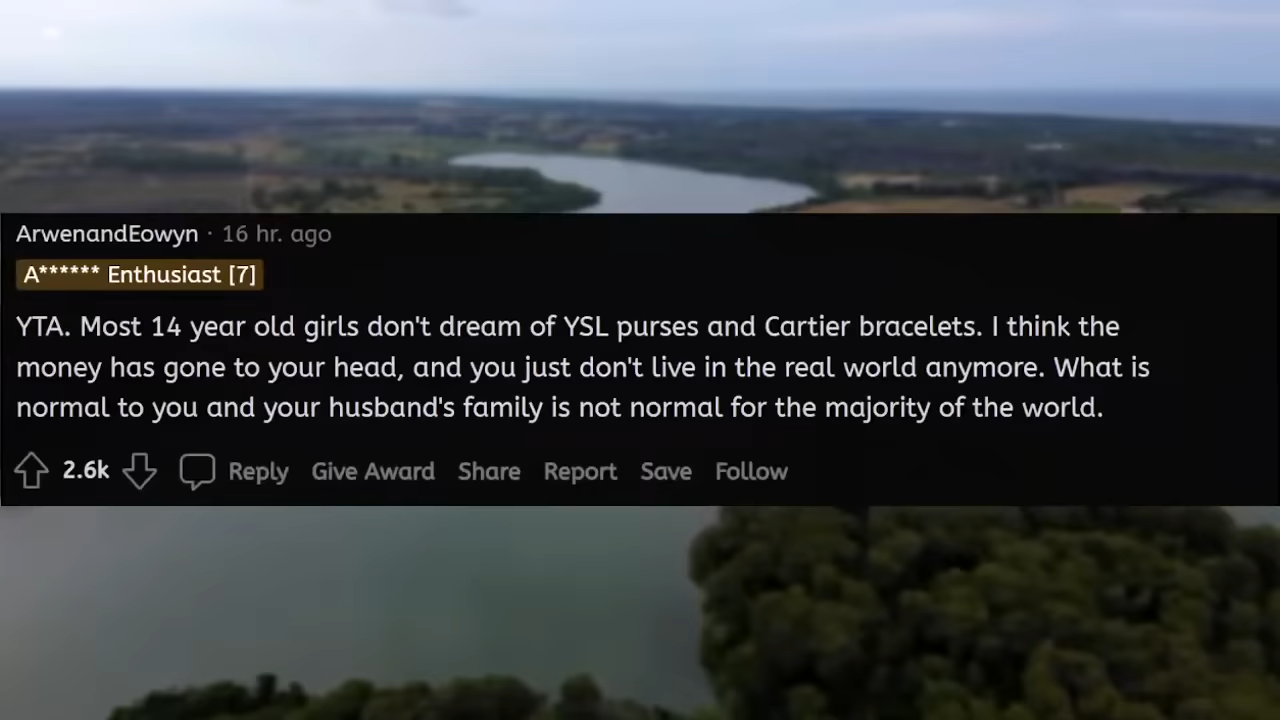 ArwenandEowyn · 16 hr. ago
A****** Enthusiast [7]
YTA. Most 14 year old girls don't dream of YSL purses and Cartier bracelets. I think the
money has gone to your head, and you just don't live in the real world anymore. What is
normal to you and your husband's family is not normal for the majority of the world.
2.6k Reply Give Award Share Report Save Follow